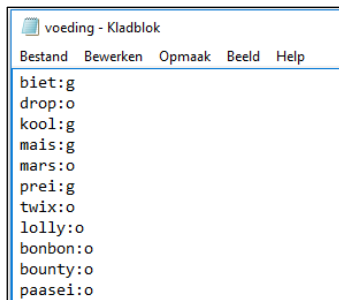 voeding - Kladblok
Bestand Bewerken Opmaak Beeld Help
biet:g
drop:o
kool:g
mais:g
mars:o
prei:g
twix:o
lolly:o
bonbon:o
bounty:o
paasei:o